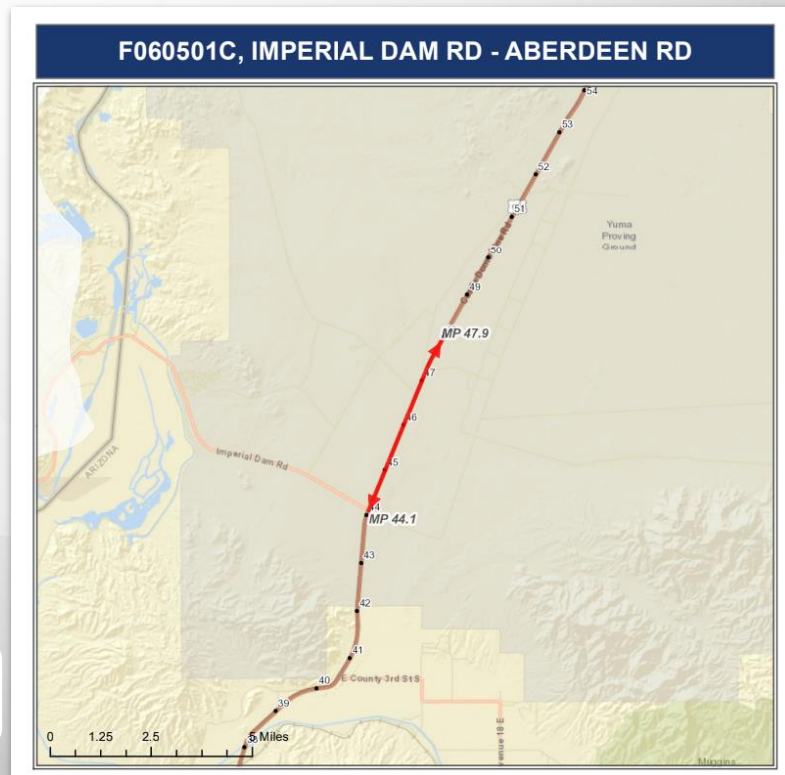 F060501C, IMPERIAL DAM RD - ABERDEEN RD
54
53
52
51
Yuma
Proving
Ground
50
49
MP 47.9
47
46
45
Imperial Dam Rd
ARIZONA
44
MP 44.1
43
42
41
E County 3rd St S
40
39
38
0 1.25 2.5 5 Miles